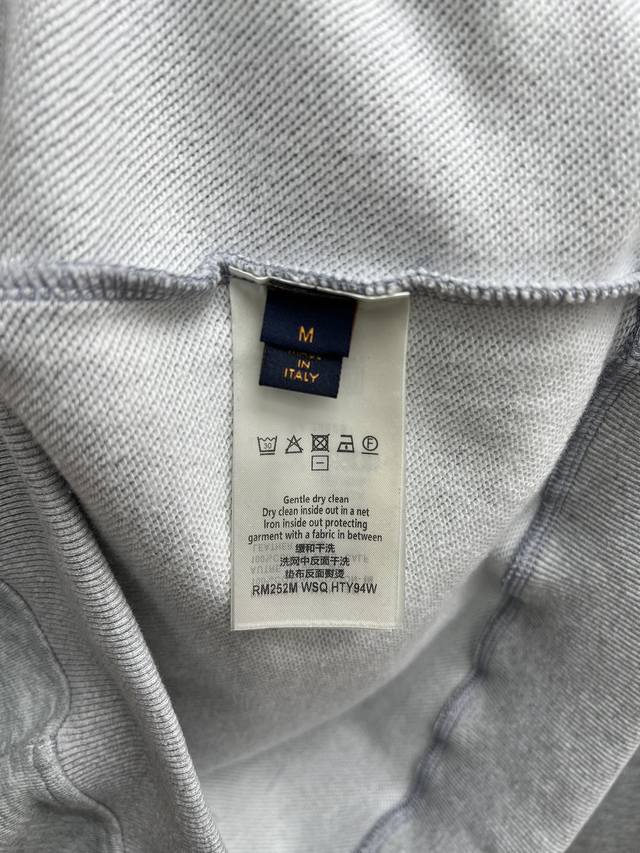 M
IN
ITALY
30
F
Gentle dry clean
Dry clean inside out in a net
Iron inside out protecting
garment with a fabric in between
缓和干洗
洗网中反面干洗
垫布反面熨烫
RM252M WSQ HTY94W